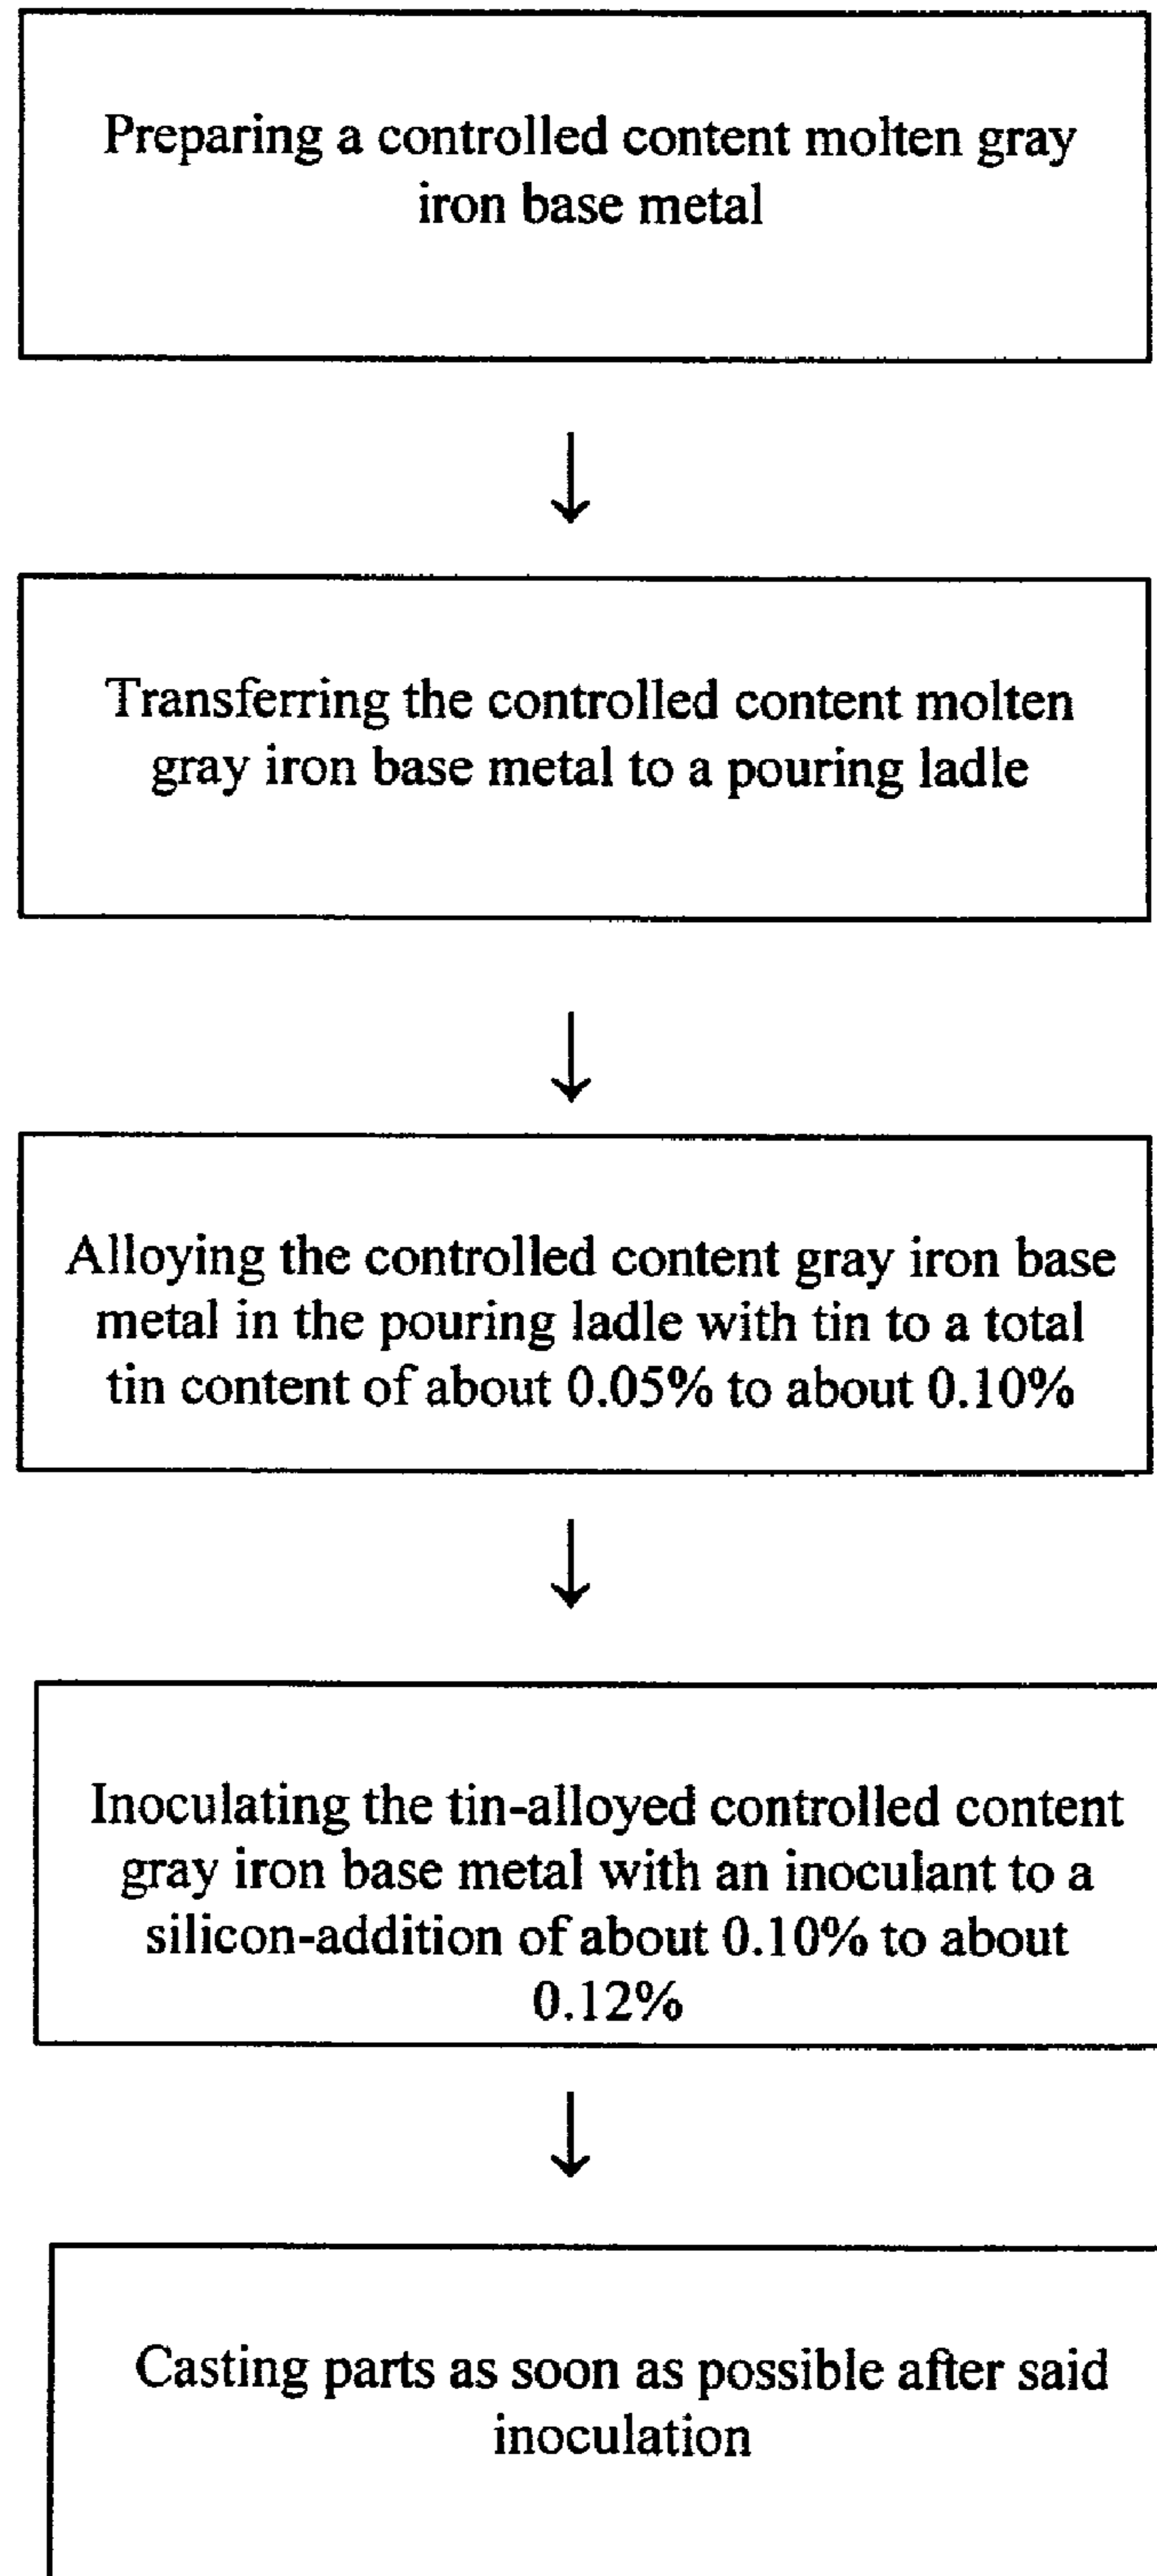 Preparing a controlled content molten gray
iron base metal
Transferring the controlled content molten
gray iron base metal to a pouring ladle
Alloying the controlled content gray iron base
metal in the pouring ladle with tin to a total
tin content of about 0.05% to about 0.10%
Inoculating the tin-alloyed controlled content
gray iron base metal with an inoculant to a
silicon-addition of about 0.10% to about
0.12%
Casting parts as soon as possible after said
inoculation